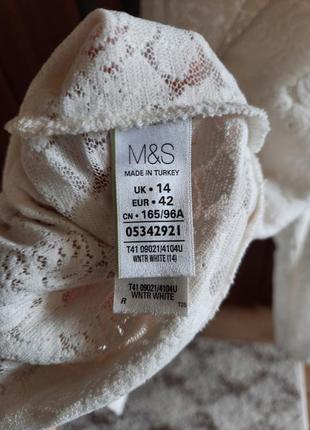 M&S
MADE IN TURKEY
UK • 14
EUR • 42
CN • 165/96A
05342921
T41 09021/4104U
WNTR WHITE (14)
T41 09021/4104U
WNTR WHITE
R